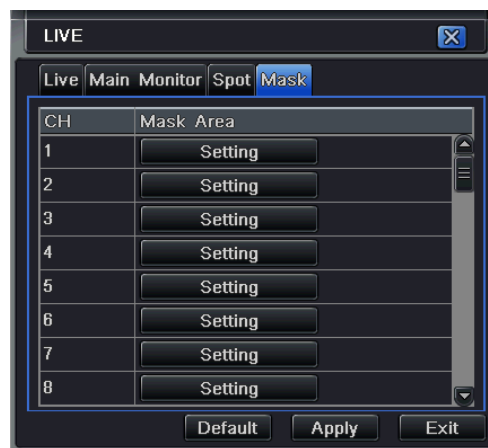 LIVE
Live Main Monitor Spot Mask
CH Mask Area
1 Setting
2 Setting
3 Setting
4 Setting
5 Setting
6 Setting
7 Setting
8 Setting
Default Apply Exit